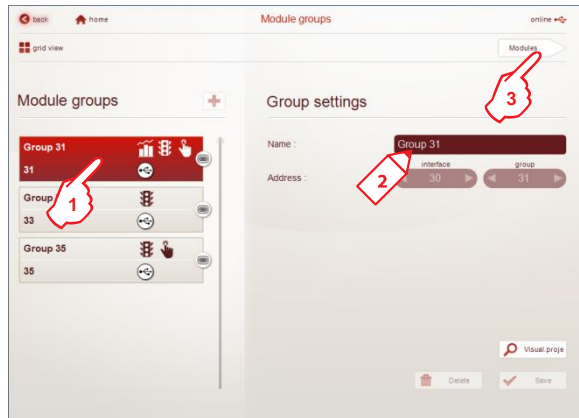 back home Module groups online
grid view Modules
3
Module groups Group settings
Group 31
31
Name : Group 31
interface group
Address : 30 31
2
1
Group
33
Group 35
35
Visual.proje
Delete Save